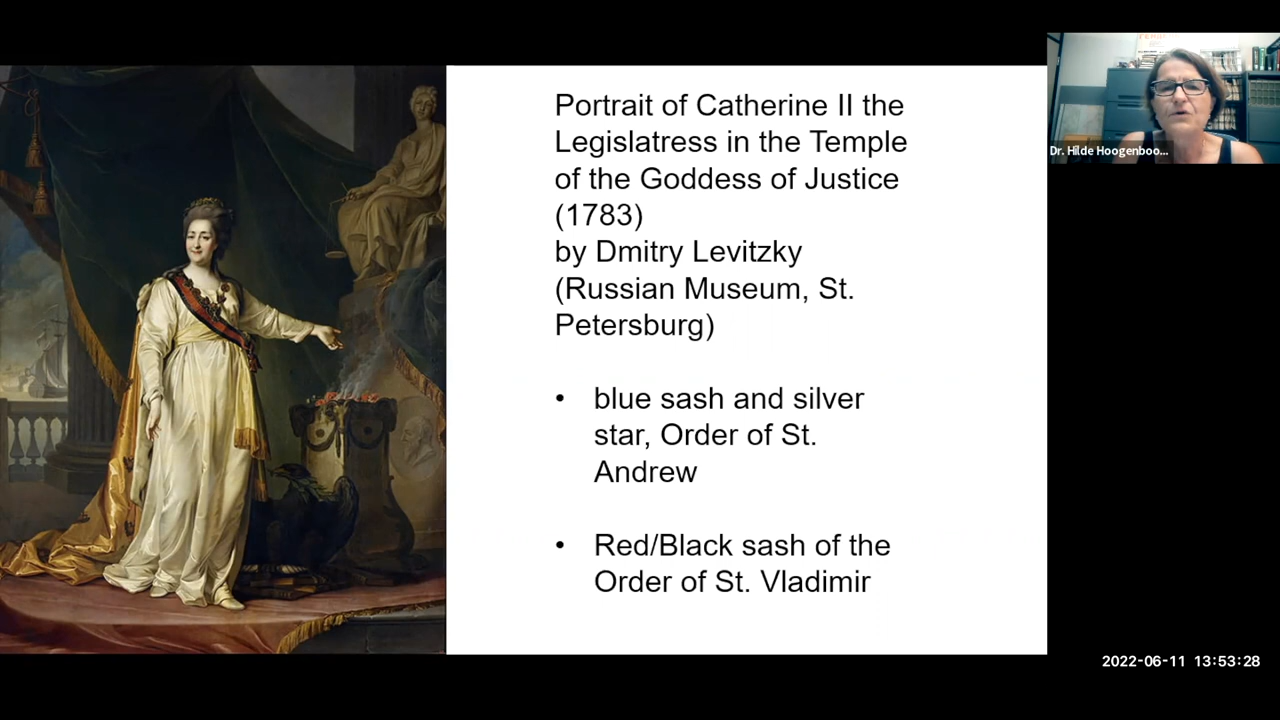 Portrait of Catherine II the
Legislatress in the Temple
of the Goddess of Justice
(1783)
by Dmitry Levitzky
(Russian Museum, St.
Petersburg)
• blue sash and silver
star, Order of St.
Andrew
• Red/Black sash of the
Order of St. Vladimir
Dr. Hilde Hoogenboo...
2022-06-11 13:53:28